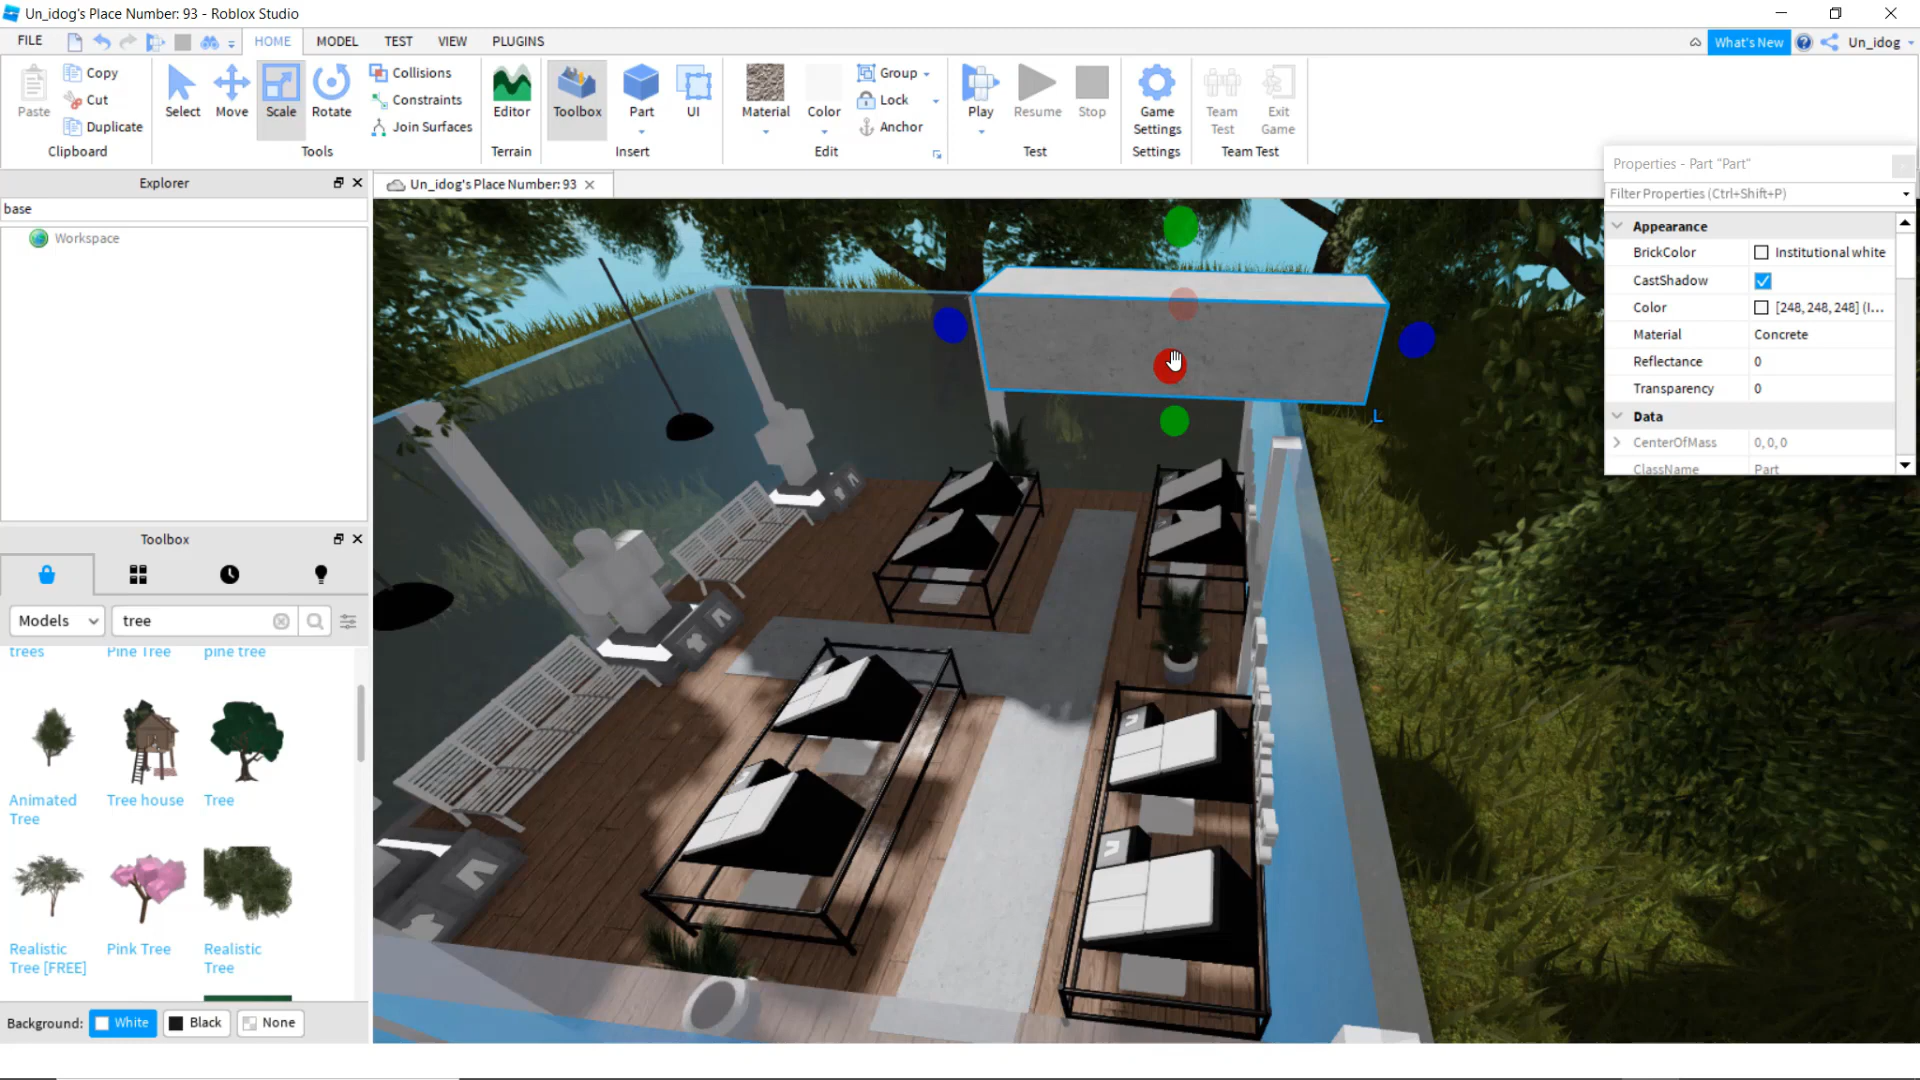 Un_idog's Place Number: 93 - Roblox Studio
FILE
HOME
MODEL
TEST
VIEW
PLUGINS
What's New
Un_idog
Paste
Copy
Cut
Duplicate
Clipboard
Select
Move
Scale
Rotate
Collisions
Constraints
Join Surfaces
Tools
Editor
Terrain
Toolbox
Part
UI
Insert
Material
Color
Group
Lock
Anchor
Edit
Play
Resume
Stop
Test
Game Settings
Settings
Team Test
Exit Game
Team Test
Explorer
base
Workspace
Un_idog's Place Number: 93
Properties - Part "Part"
Filter Properties (Ctrl+Shift+P)
Appearance
BrickColor Institutional white
CastShadow
Color [248, 248, 248] (I...
Material Concrete
Reflectance 0
Transparency 0
Data
CenterOfMass 0, 0, 0
ClassName Part
L
Toolbox
Models
tree
trees
Pine Tree
pine tree
Animated Tree
Tree house
Tree
Realistic Tree [FREE]
Pink Tree
Realistic Tree
Background: White Black None